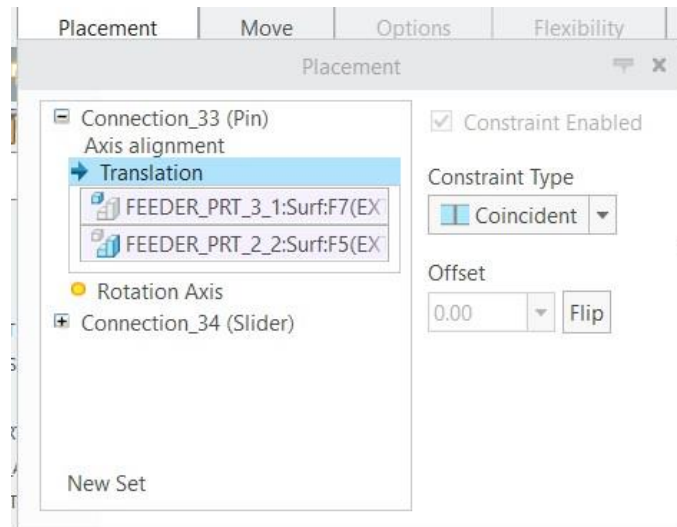 Placement Move Options Flexibility
Placement
Connection_33 (Pin)
Axis alignment
Translation
FEEDER_PRT_3_1:Surf:F7(EX
FEEDER_PRT_2_2:Surf:F5(EX
Rotation Axis
Connection_34 (Slider)
New Set
Constraint Enabled
Constraint Type
Coincident
Offset
0.00 Flip